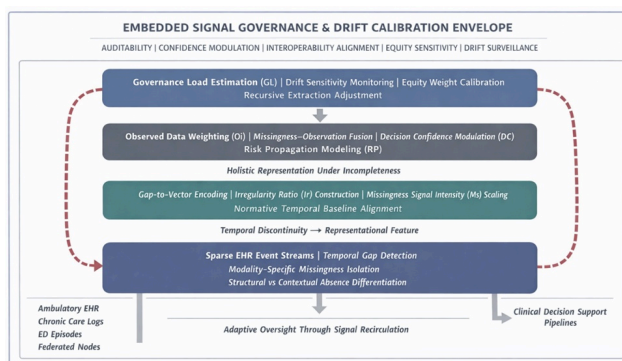 EMBEDDED SIGNAL GOVERNANCE & DRIFT CALIBRATION ENVELOPE
AUDITABILITY | CONFIDENCE MODULATION | INTEROPERABILITY ALIGNMENT | EQUITY SENSITIVITY | DRIFT SURVEILLANCE
Governance Load Estimation (GL) | Drift Sensitivity Monitoring | Equity Weight Calibration
Recursive Extraction Adjustment
Observed Data Weighting (Oi) | Missingness–Observation Fusion | Decision Confidence Modulation (DC)
Risk Propagation Modeling (RP)
Holistic Representation Under Incompleteness
Gap-to-Vector Encoding | Irregularity Ratio (Ir) Construction | Missingness Signal Intensity (Ms) Scaling
Normative Temporal Baseline Alignment
Temporal Discontinuity → Representational Feature
Sparse EHR Event Streams | Temporal Gap Detection
Modality-Specific Missingness Isolation
Structural vs Contextual Absence Differentiation
Ambulatory EHR
Chronic Care Logs
ED Episodes
Federated Nodes
Adaptive Oversight Through Signal Recirculation
Clinical Decision Support
Pipelines